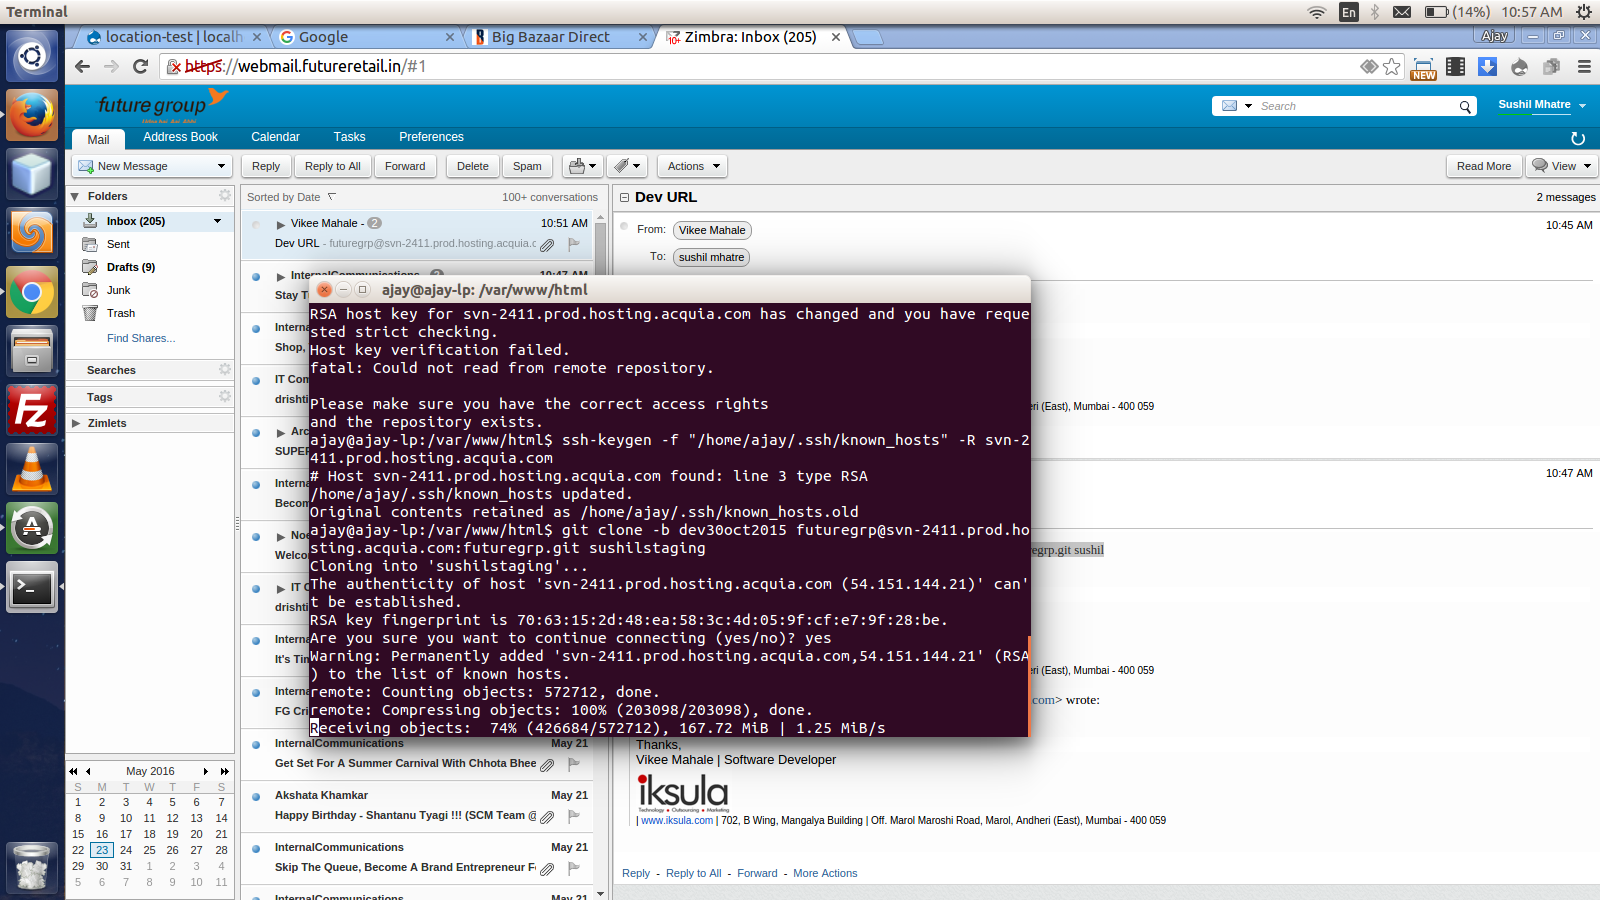 Terminal
En
(14%)
10:57 AM
location-test | localh
Google
Big Bazaar Direct
Zimbra: Inbox (205)
Ajay
https://webmail.futureretail.in/#1
NEW
future group
Search
Sushil Mhatre
Mail
Address Book
Calendar
Tasks
Preferences
New Message
Reply
Reply to All
Forward
Delete
Spam
Actions
Read More
View
Folders
Inbox (205)
Sent
Drafts (9)
Junk
Trash
Find Shares...
Searches
Tags
Zimlets
Sorted by Date
100+ conversations
Vikee Mahale - 2
10:51 AM
Dev URL - futuregrp@svn-2411.prod.hosting.acquia.c
InternalCommunications 2
10:47 AM
Stay T
Intern
Shop,
IT Com
drishti
Arc
SUPER
Intern
Becom
Noe
Welco
IT C
drishti
Intern
It's Tim
Intern
FG Cri
InternalCommunications
May 21
Get Set For A Summer Carnival With Chhota Bhee
Akshata Khamkar
May 21
Happy Birthday - Shantanu Tyagi !!! (SCM Team @
InternalCommunications
May 21
Skip The Queue, Become A Brand Entrepreneur F
InternalCommunications
May 21
Dev URL
2 messages
From: Vikee Mahale
10:45 AM
To: sushil mhatre
eri (East), Mumbai - 400 059
10:47 AM
egrp.git sushil
eri (East), Mumbai - 400 059
com> wrote:
Thanks,
Vikee Mahale | Software Developer
iksula
Technology . Outsourcing . Marketing
| www.iksula.com | 702, B Wing, Mangalya Building | Off. Marol Maroshi Road, Marol, Andheri (East), Mumbai - 400 059
Reply - Reply to All - Forward - More Actions
ajay@ajay-lp: /var/www/html
RSA host key for svn-2411.prod.hosting.acquia.com has changed and you have reque
sted strict checking.
Host key verification failed.
fatal: Could not read from remote repository.
Please make sure you have the correct access rights
and the repository exists.
ajay@ajay-lp:/var/www/html$ ssh-keygen -f "/home/ajay/.ssh/known_hosts" -R svn-2
411.prod.hosting.acquia.com
# Host svn-2411.prod.hosting.acquia.com found: line 3 type RSA
/home/ajay/.ssh/known_hosts updated.
Original contents retained as /home/ajay/.ssh/known_hosts.old
ajay@ajay-lp:/var/www/html$ git clone -b dev30oct2015 futuregrp@svn-2411.prod.ho
sting.acquia.com:futuregrp.git sushilstaging
Cloning into 'sushilstaging'...
The authenticity of host 'svn-2411.prod.hosting.acquia.com (54.151.144.21)' can'
t be established.
RSA key fingerprint is 70:63:15:2d:48:ea:58:3c:4d:05:9f:cf:e7:9f:28:be.
Are you sure you want to continue connecting (yes/no)? yes
Warning: Permanently added 'svn-2411.prod.hosting.acquia.com,54.151.144.21' (RSA
) to the list of known hosts.
remote: Counting objects: 572712, done.
remote: Compressing objects: 100% (203098/203098), done.
Receiving objects:  74% (426684/572712), 167.72 MiB | 1.25 MiB/s
May 2016
S M T W T F S
1 2 3 4 5 6 7
8 9 10 11 12 13 14
15 16 17 18 19 20 21
22 23 24 25 26 27 28
29 30 31 1 2 3 4
5 6 7 8 9 10 11